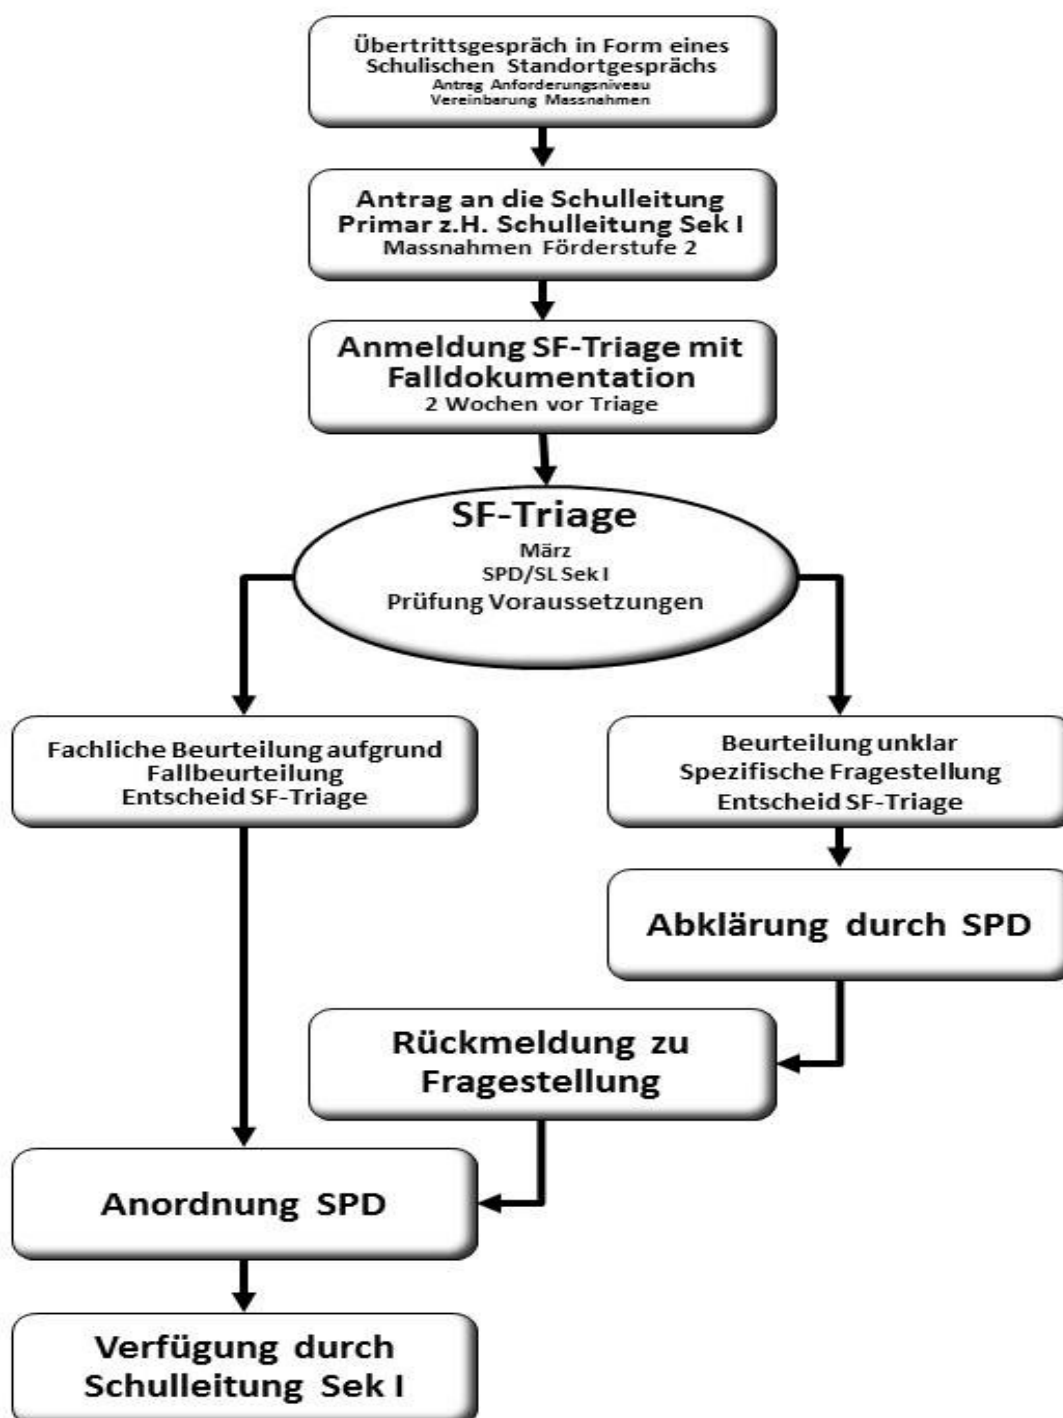 Übertrittsgespräch in Form eines
Schulischen Standortgesprächs
Antrag Anforderungsniveau
Vereinbarung Massnahmen
Antrag an die Schulleitung
Primar z.H. Schulleitung Sek I
Massnahmen Förderstufe 2
Anmeldung SF-Triage mit
Falldokumentation
2 Wochen vor Triage
SF-Triage
März
SPD/SL Sek I
Prüfung Voraussetzungen
Fachliche Beurteilung aufgrund
Fallbeurteilung
Entscheid SF-Triage
Beurteilung unklar
Spezifische Fragestellung
Entscheid SF-Triage
Abklärung durch SPD
Rückmeldung zu
Fragestellung
Anordnung SPD
Verfügung durch
Schulleitung Sek I